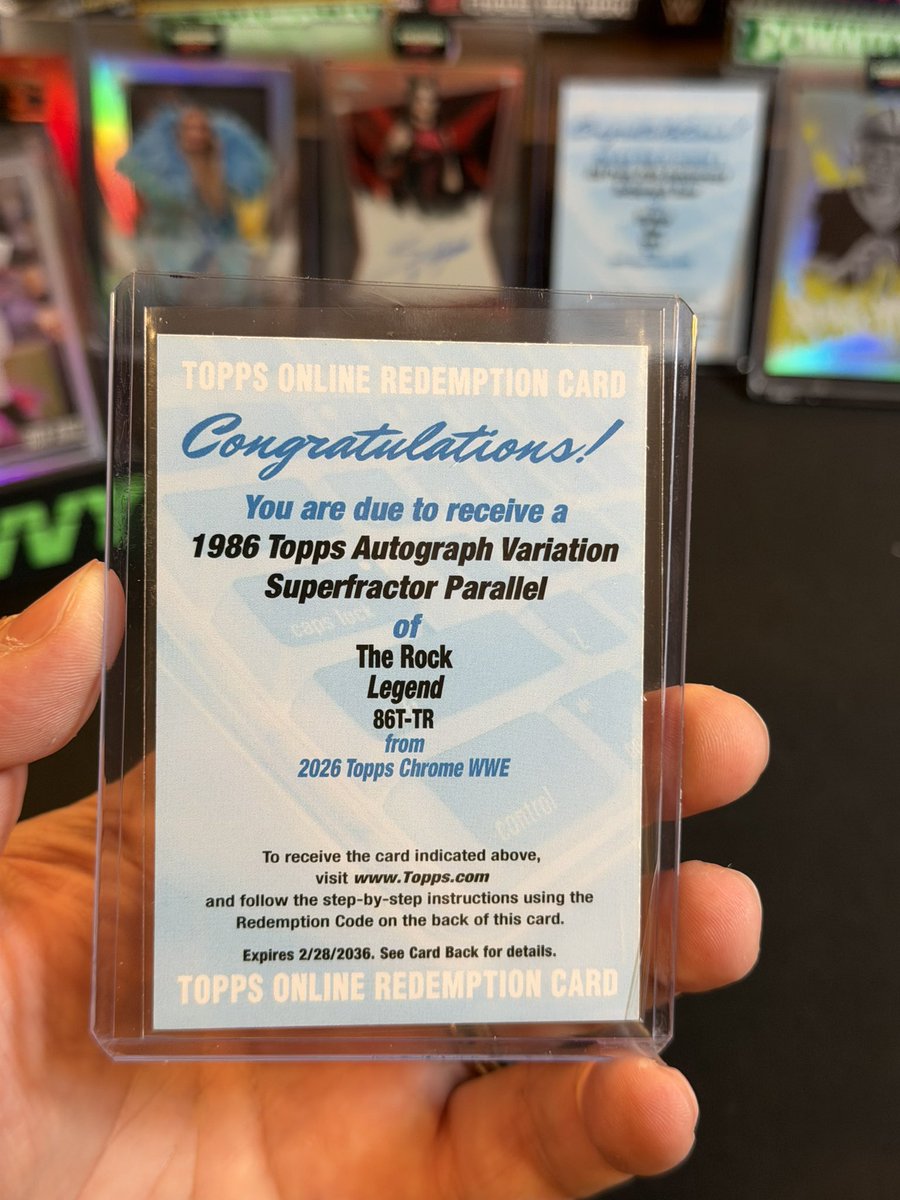 TOPPS ONLINE REDEMPTION CARD
Congratulations!
You are due to receive a
1986 Topps Autograph Variation
Superfractor Parallel
of
The Rock
Legend
86T-TR
from
2026 Topps Chrome WWE
caps lock
control
To receive the card indicated above,
visit www.Topps.com
and follow the step-by-step instructions using the
Redemption Code on the back of this card.
Expires 2/28/2036. See Card Back for details.
TOPPS ONLINE REDEMPTION CARD